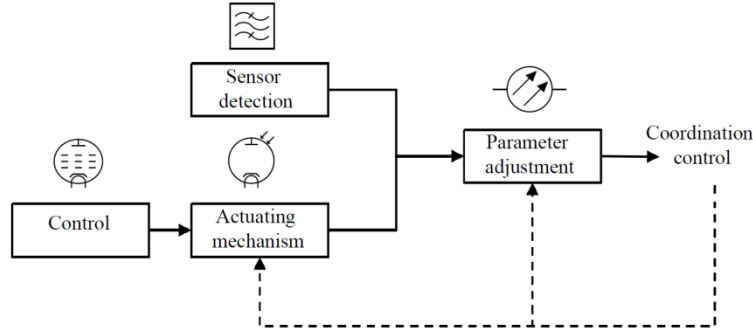 Sensor
detection
Control
Actuating
mechanism
Parameter
adjustment
Coordination
control